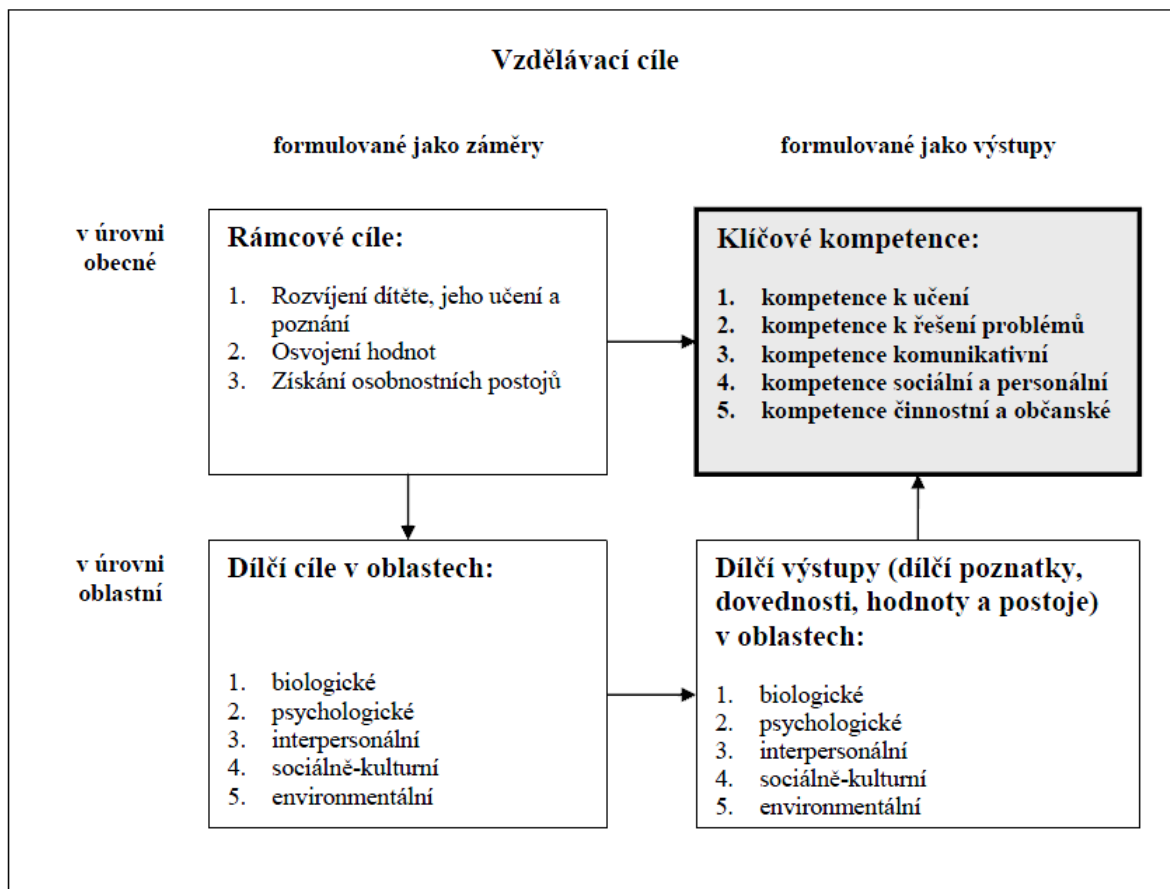 Vzdělávací cíle
formulované jako záměry
formulované jako výstupy
v úrovni
obecné
Rámcové cíle:
1. Rozvíjení dítěte, jeho učení a
poznání
2. Osvojení hodnot
3. Získání osobnostních postojů
Klíčové kompetence:
1. kompetence k učení
2. kompetence k řešení problémů
3. kompetence komunikativní
4. kompetence sociální a personální
5. kompetence činnostní a občanské
v úrovni
oblastní
Dílčí cíle v oblastech:
1. biologické
2. psychologické
3. interpersonální
4. sociálně-kulturní
5. environmentální
Dílčí výstupy (dílčí poznatky,
dovednosti, hodnoty a postoje)
v oblastech:
1. biologické
2. psychologické
3. interpersonální
4. sociálně-kulturní
5. environmentální